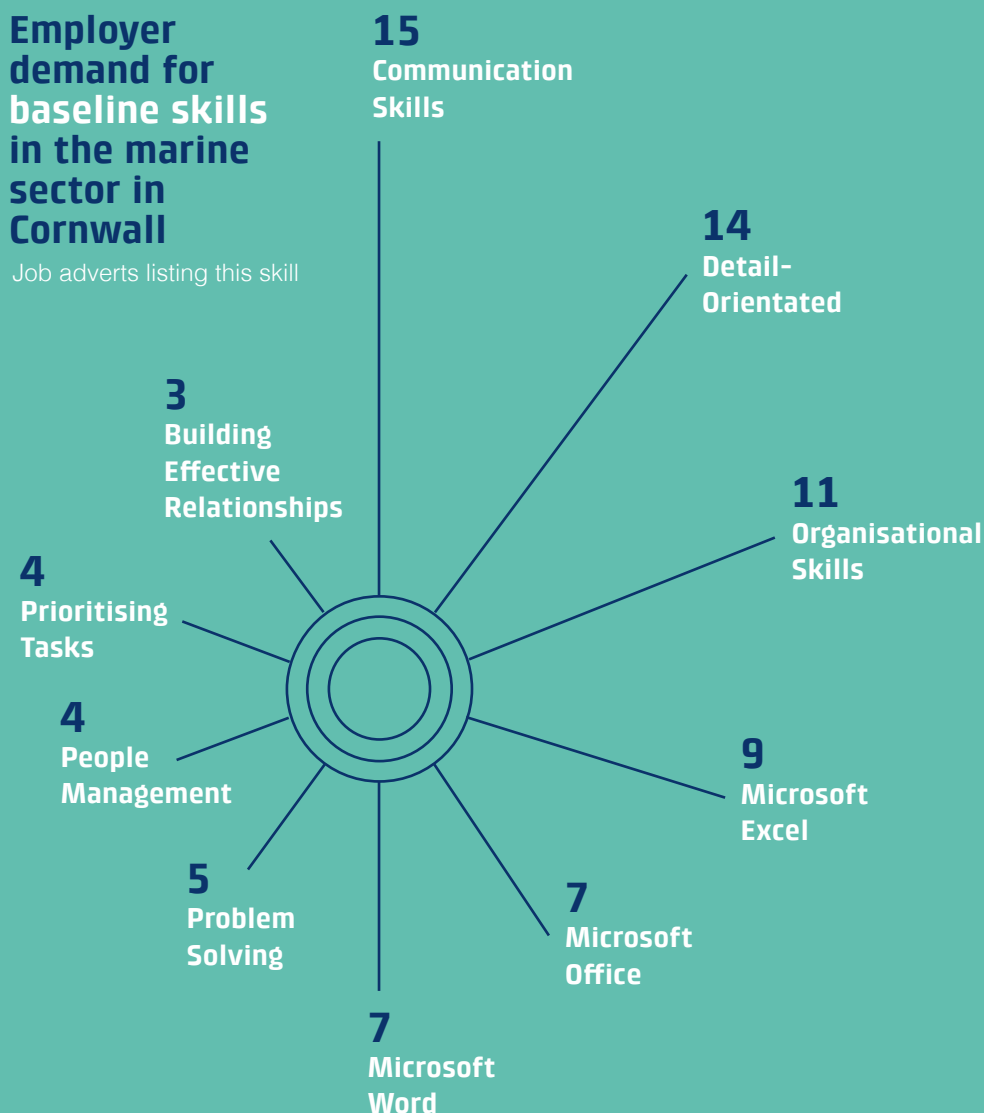 Employer
demand for
baseline skills
in the marine
sector in
Cornwall
Job adverts listing this skill
15
Communication
Skills
14
Detail-
Orientated
11
Organisational
Skills
9
Microsoft
Excel
7
Microsoft
Office
7
Microsoft
Word
5
Problem
Solving
4
People
Management
4
Prioritising
Tasks
3
Building
Effective
Relationships